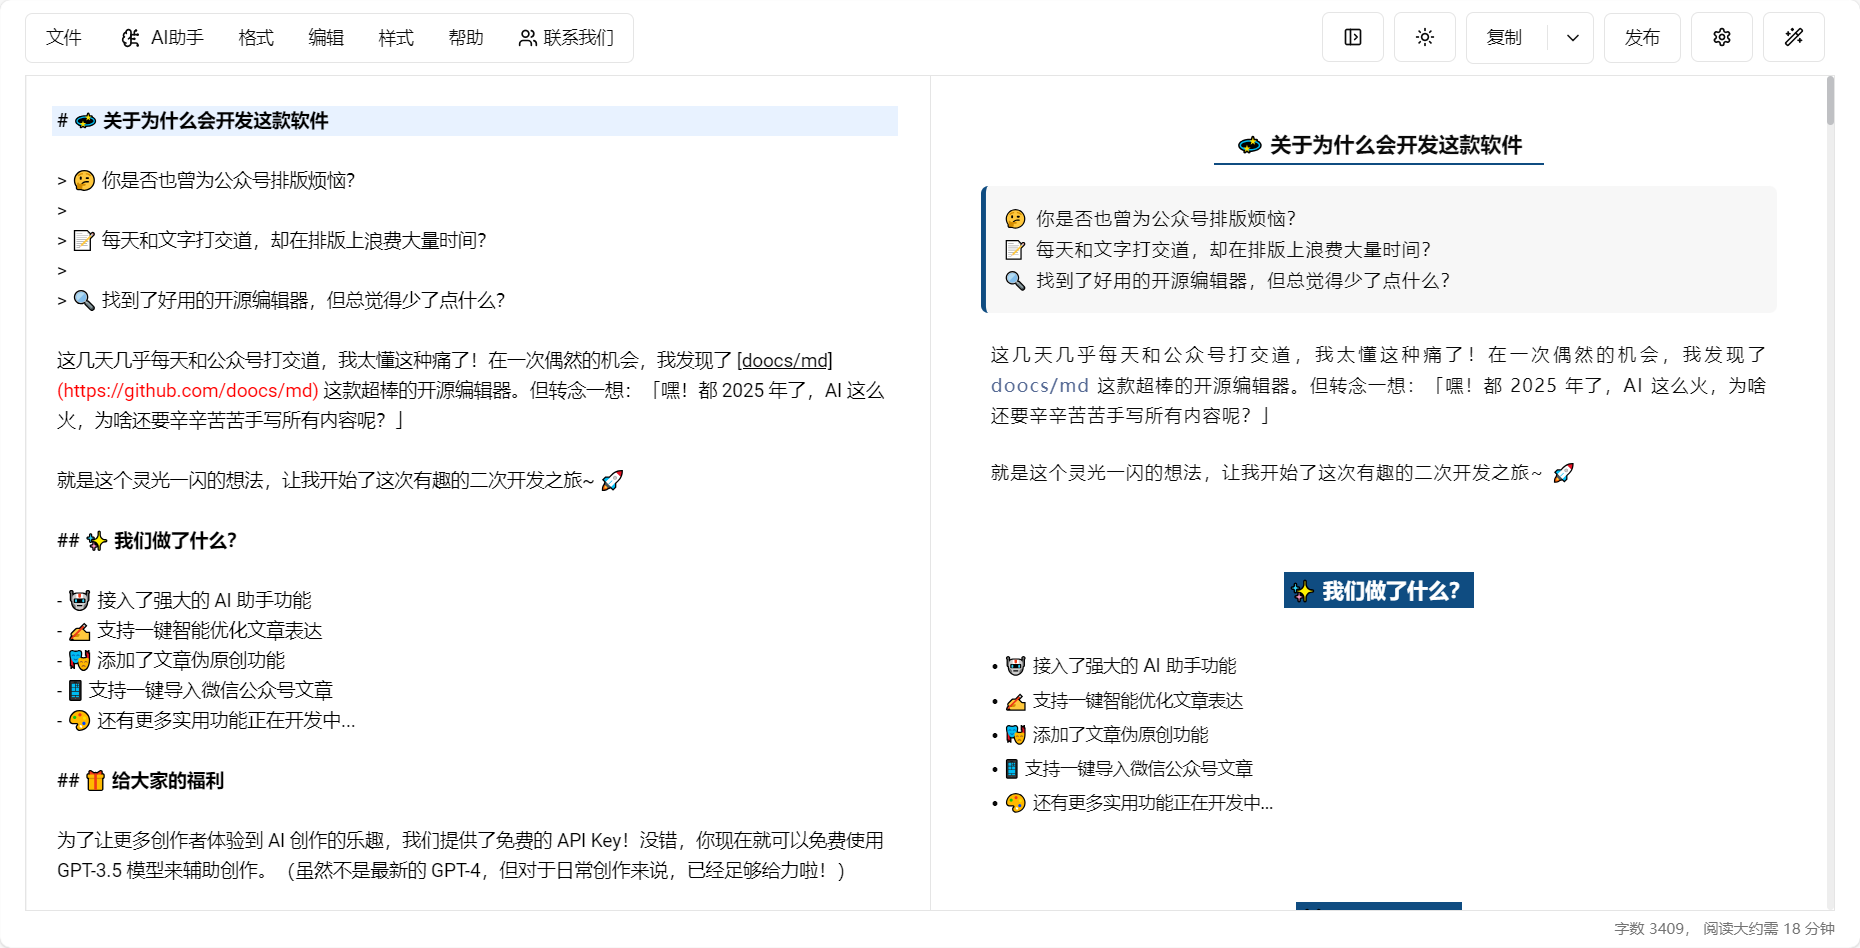 文件 AI助手 格式 编辑 样式 帮助 联系我们 复制 发布
# 💫 关于为什么会开发这款软件
> 🤔 你是否也曾为公众号排版烦恼？
>
> 📝 每天和文字打交道，却在排版上浪费大量时间？
>
> 🔍 找到了好用的开源编辑器，但总觉得少了点什么？
这几天几乎每天和公众号打交道，我太懂这种痛了！在一次偶然的机会，我发现了 [doocs/md]
(https://github.com/doocs/md) 这款超棒的开源编辑器。但转念一想：「嘿！都 2025 年了，AI 这么
火，为啥还要辛辛苦苦手写所有内容呢？」
就是这个灵光一闪的想法，让我开始了这次有趣的二次开发之旅~ 🚀
## ✨ 我们做了什么？
- 🤖 接入了强大的 AI 助手功能
- ✍️ 支持一键智能优化文章表达
- 🎭 添加了文章伪原创功能
- 📱 支持一键导入微信公众号文章
- 🎨 还有更多实用功能正在开发中...
## 🎁 给大家的福利
为了让更多创作者体验到 AI 创作的乐趣，我们提供了免费的 API Key！没错，你现在就可以免费使用
GPT-3.5 模型来辅助创作。（虽然不是最新的 GPT-4，但对于日常创作来说，已经足够给力啦！）
💫 关于为什么会开发这款软件
🤔 你是否也曾为公众号排版烦恼？
📝 每天和文字打交道，却在排版上浪费大量时间？
🔍 找到了好用的开源编辑器，但总觉得少了点什么？
这几天几乎每天和公众号打交道，我太懂这种痛了！在一次偶然的机会，我发现了
doocs/md 这款超棒的开源编辑器。但转念一想：「嘿！都 2025 年了，AI 这么火，为啥
还要辛辛苦苦手写所有内容呢？」
就是这个灵光一闪的想法，让我开始了这次有趣的二次开发之旅~ 🚀
✨ 我们做了什么？
• 🤖 接入了强大的 AI 助手功能
• ✍️ 支持一键智能优化文章表达
• 🎭 添加了文章伪原创功能
• 📱 支持一键导入微信公众号文章
• 🎨 还有更多实用功能正在开发中...
字数 3409， 阅读大约需 18 分钟